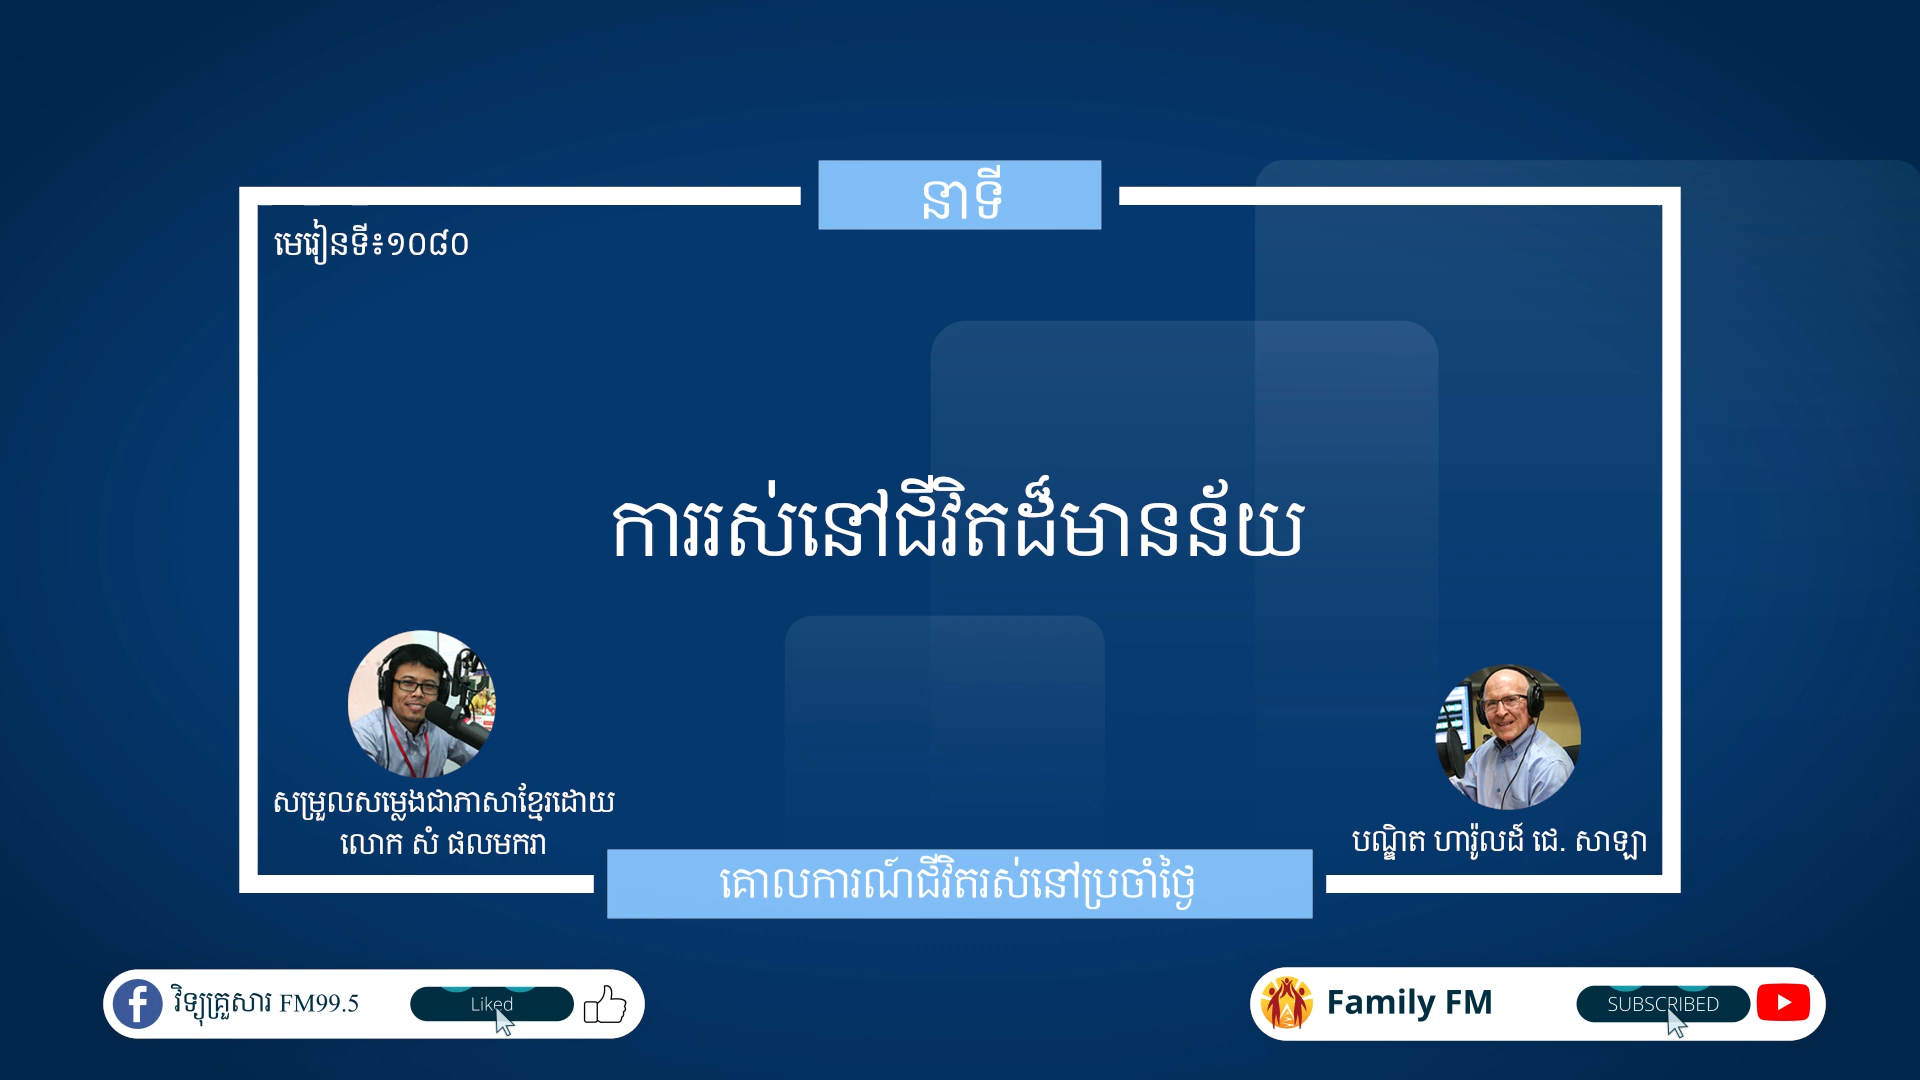 នាទី
មេរៀនទី៖១០៨០
ការរស់នៅជីវិតដ៏មានន័យ
សម្រួលសម្លេងជាភាសាខ្មែរដោយ
លោក សំ ផលមករា
បណ្ឌិត ហារ៉ូលដ៍ ជេ. សាឡា
គោលការណ៍ជីវិតរស់នៅប្រចាំថ្ងៃ
វិទ្យុគ្រួសារ FM99.5
Liked
Family FM
SUBSCRIBED